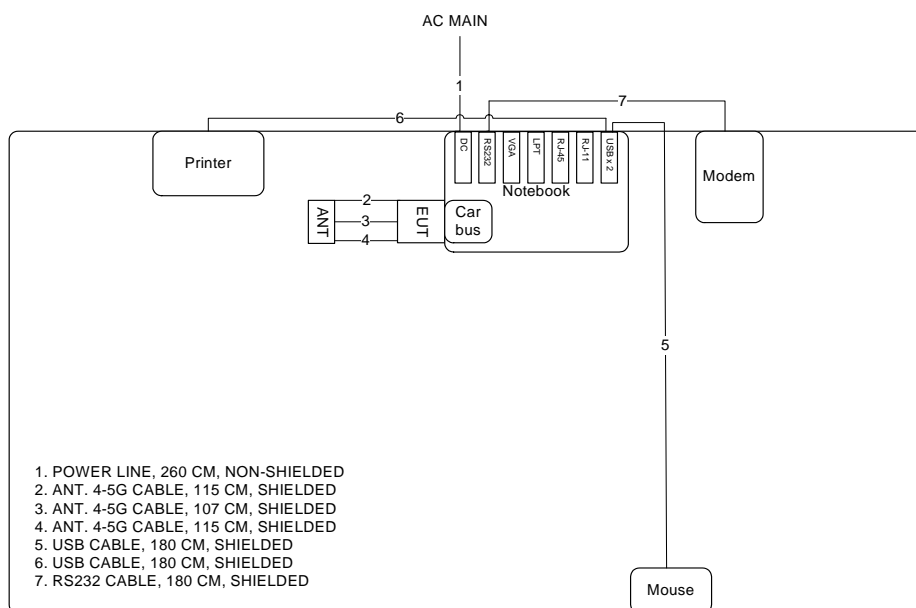 AC MAIN
1
7
6
Printer
DC
RS232
VGA
LPT
RJ-45
RJ-11
USB x 2
Notebook
Modem
2
3
4
ANT
EUT
Car
bus
5
1. POWER LINE, 260 CM, NON-SHIELDED
2. ANT. 4-5G CABLE, 115 CM, SHIELDED
3. ANT. 4-5G CABLE, 107 CM, SHIELDED
4. ANT. 4-5G CABLE, 115 CM, SHIELDED
5. USB CABLE, 180 CM, SHIELDED
6. USB CABLE, 180 CM, SHIELDED
7. RS232 CABLE, 180 CM, SHIELDED
Mouse